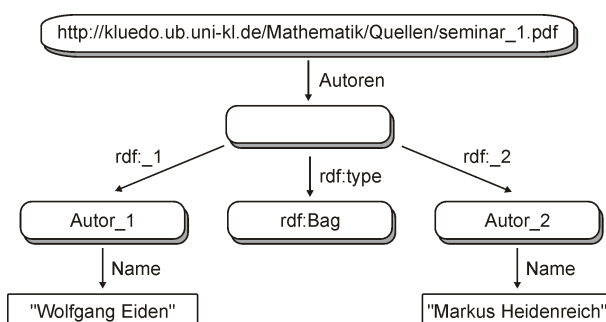 http://kluedo.ub.uni-kl.de/Mathematik/Quellen/seminar_1.pdf
Autoren
rdf:_1
rdf:_2
rdf:type
Autor_1
rdf:Bag
Autor_2
Name
Name
"Wolfgang Eiden"
"Markus Heidenreich"